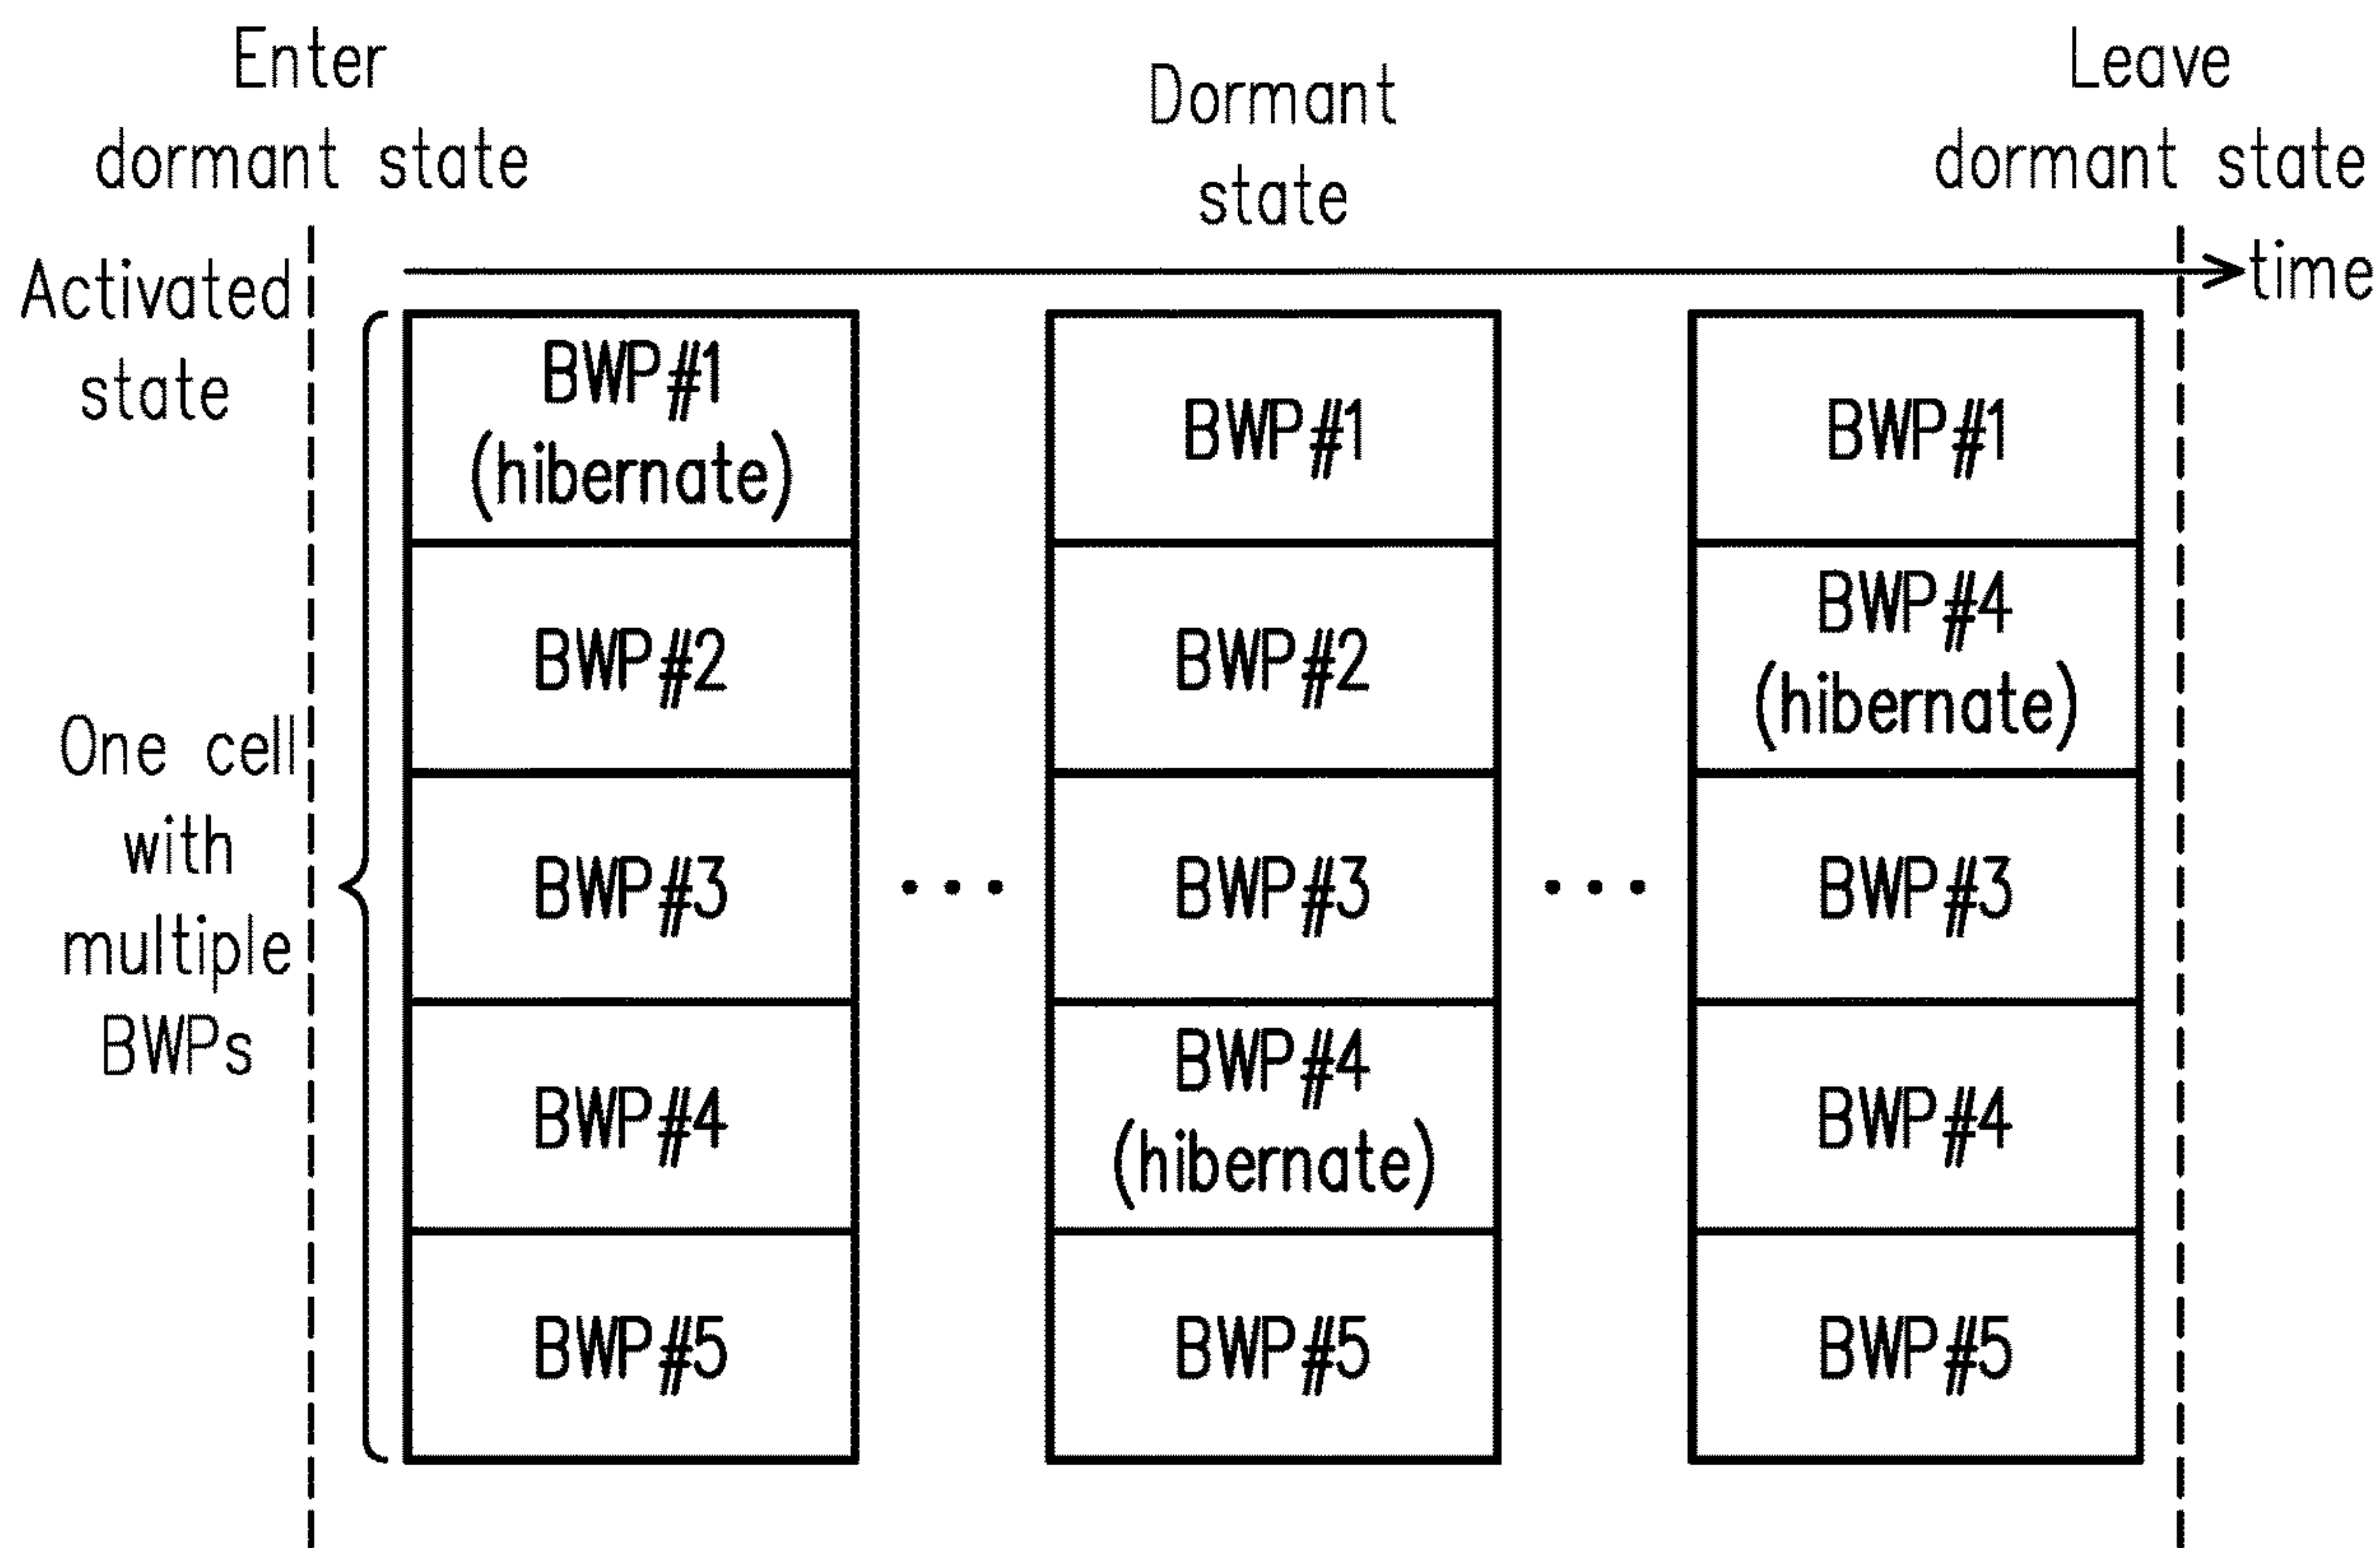 Enter
dormant state
Dormant
state
Leave
dormant state
Activated
state
time
One cell
with
multiple
BWPs
BWP#1
(hibernate)
BWP#2
BWP#3
BWP#4
BWP#5
...
BWP#1
BWP#2
BWP#3
BWP#4
(hibernate)
BWP#5
...
BWP#1
BWP#4
(hibernate)
BWP#3
BWP#4
BWP#5